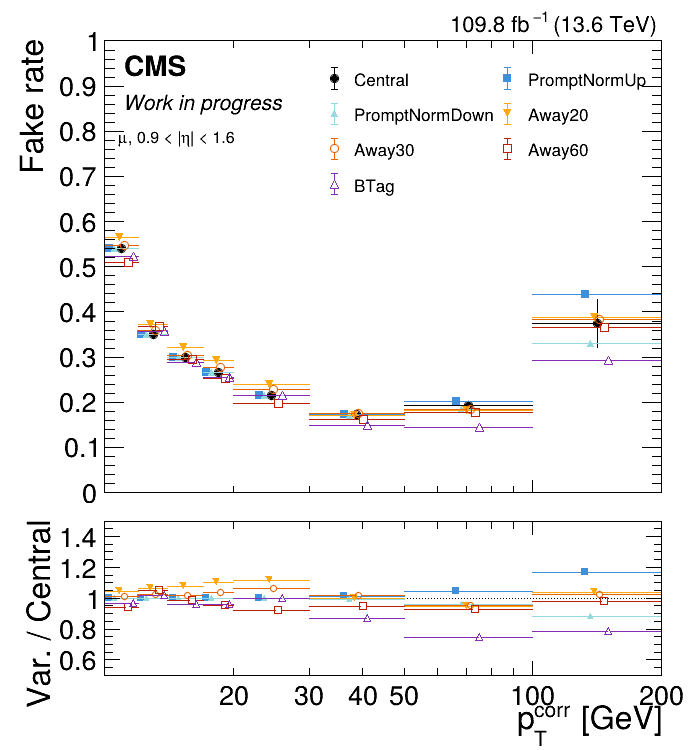 109.8 fb⁻¹ (13.6 TeV)
CMS
Work in progress
μ, 0.9 < |η| < 1.6
Central
PromptNormUp
PromptNormDown
Away20
Away30
Away60
BTag
Fake rate
1
0.9
0.8
0.7
0.6
0.5
0.4
0.3
0.2
0.1
0
Var. / Central
1.4
1.2
1
0.8
0.6
20 30 40 50 100 200
p_T^corr [GeV]